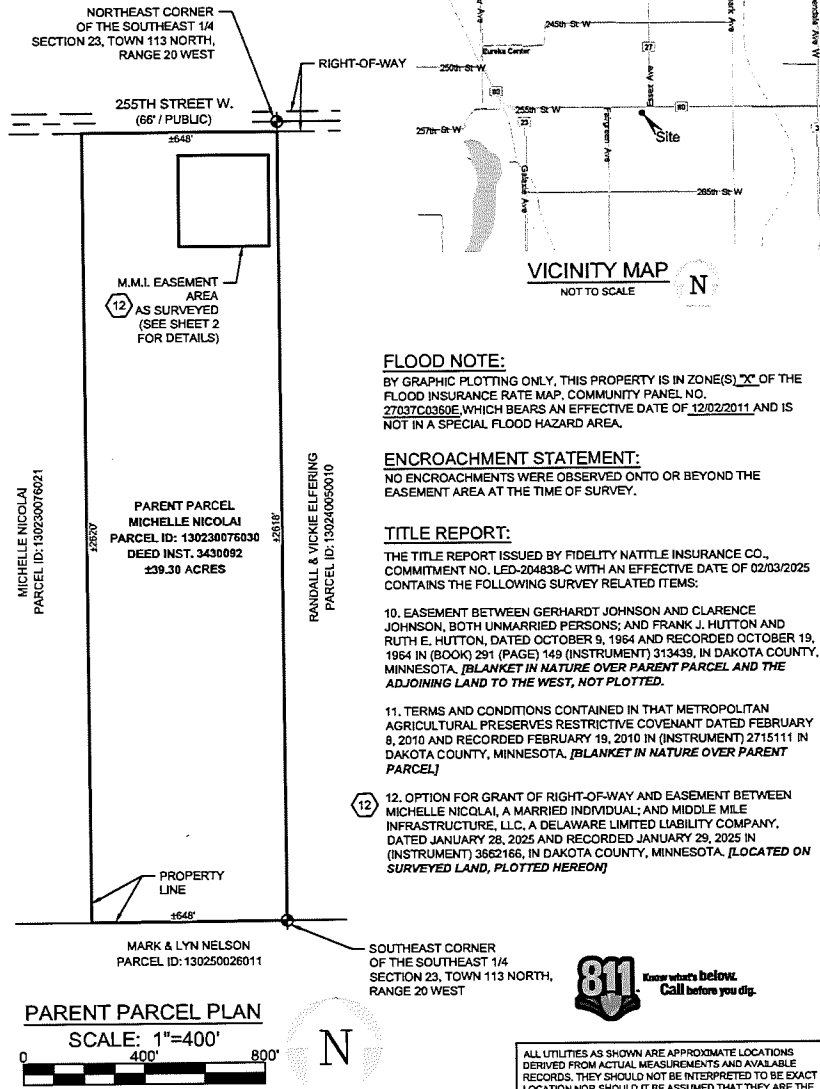 NORTHEAST CORNER
OF THE SOUTHEAST 1/4
SECTION 23, TOWN 113 NORTH,
RANGE 20 WEST
RIGHT-OF-WAY
255TH STREET W.
(66' / PUBLIC)
±648'
M.M.I. EASEMENT
AREA
12 AS SURVEYED
(SEE SHEET 2
FOR DETAILS)
MICHELLE NICOLAI
PARCEL ID:130230076021
±2620'
PARENT PARCEL
MICHELLE NICOLAI
PARCEL ID: 130230076030
DEED INST. 3430092
±39.30 ACRES
±2618'
RANDALL & VICKIE ELFERING
PARCEL ID:130240050010
PROPERTY
LINE
±648'
MARK & LYN NELSON
PARCEL ID:130250026011
SOUTHEAST CORNER
OF THE SOUTHEAST 1/4
SECTION 23, TOWN 113 NORTH,
RANGE 20 WEST
PARENT PARCEL PLAN
SCALE: 1"=400'
0 400' 800'
N
245th St W
27
Eureka Center
250th St W
80
Essex Ave
255th St W
80
23
257th St W
Fairgreen Ave
Site
Galaxie Ave
265th St W
VICINITY MAP
NOT TO SCALE
N
FLOOD NOTE:
BY GRAPHIC PLOTTING ONLY, THIS PROPERTY IS IN ZONE(S) "X" OF THE
FLOOD INSURANCE RATE MAP, COMMUNITY PANEL NO.
27037C0360E,WHICH BEARS AN EFFECTIVE DATE OF 12/02/2011 AND IS
NOT IN A SPECIAL FLOOD HAZARD AREA.
ENCROACHMENT STATEMENT:
NO ENCROACHMENTS WERE OBSERVED ONTO OR BEYOND THE
EASEMENT AREA AT THE TIME OF SURVEY.
TITLE REPORT:
THE TITLE REPORT ISSUED BY FIDELITY NATITLE INSURANCE CO.,
COMMITMENT NO. LED-204838-C WITH AN EFFECTIVE DATE OF 02/03/2025
CONTAINS THE FOLLOWING SURVEY RELATED ITEMS:
10. EASEMENT BETWEEN GERHARDT JOHNSON AND CLARENCE
JOHNSON, BOTH UNMARRIED PERSONS; AND FRANK J. HUTTON AND
RUTH E. HUTTON, DATED OCTOBER 9, 1964 AND RECORDED OCTOBER 19,
1964 IN (BOOK) 291 (PAGE) 149 (INSTRUMENT) 313439, IN DAKOTA COUNTY,
MINNESOTA. [BLANKET IN NATURE OVER PARENT PARCEL AND THE
ADJOINING LAND TO THE WEST, NOT PLOTTED.
11. TERMS AND CONDITIONS CONTAINED IN THAT METROPOLITAN
AGRICULTURAL PRESERVES RESTRICTIVE COVENANT DATED FEBRUARY
8, 2010 AND RECORDED FEBRUARY 19, 2010 IN (INSTRUMENT) 2715111 IN
DAKOTA COUNTY, MINNESOTA. [BLANKET IN NATURE OVER PARENT
PARCEL]
12 12. OPTION FOR GRANT OF RIGHT-OF-WAY AND EASEMENT BETWEEN
MICHELLE NICOLAI, A MARRIED INDIVIDUAL; AND MIDDLE MILE
INFRASTRUCTURE, LLC, A DELAWARE LIMITED LIABILITY COMPANY,
DATED JANUARY 28, 2025 AND RECORDED JANUARY 29, 2025 IN
(INSTRUMENT) 3662166, IN DAKOTA COUNTY, MINNESOTA. [LOCATED ON
SURVEYED LAND, PLOTTED HEREON]
811
Know what's below.
Call before you dig.
ALL UTILITIES AS SHOWN ARE APPROXIMATE LOCATIONS
DERIVED FROM ACTUAL MEASUREMENTS AND AVAILABLE
RECORDS. THEY SHOULD NOT BE INTERPRETED TO BE EXACT
LOCATION NOR SHOULD IT BE ASSUMED THAT THEY ARE THE